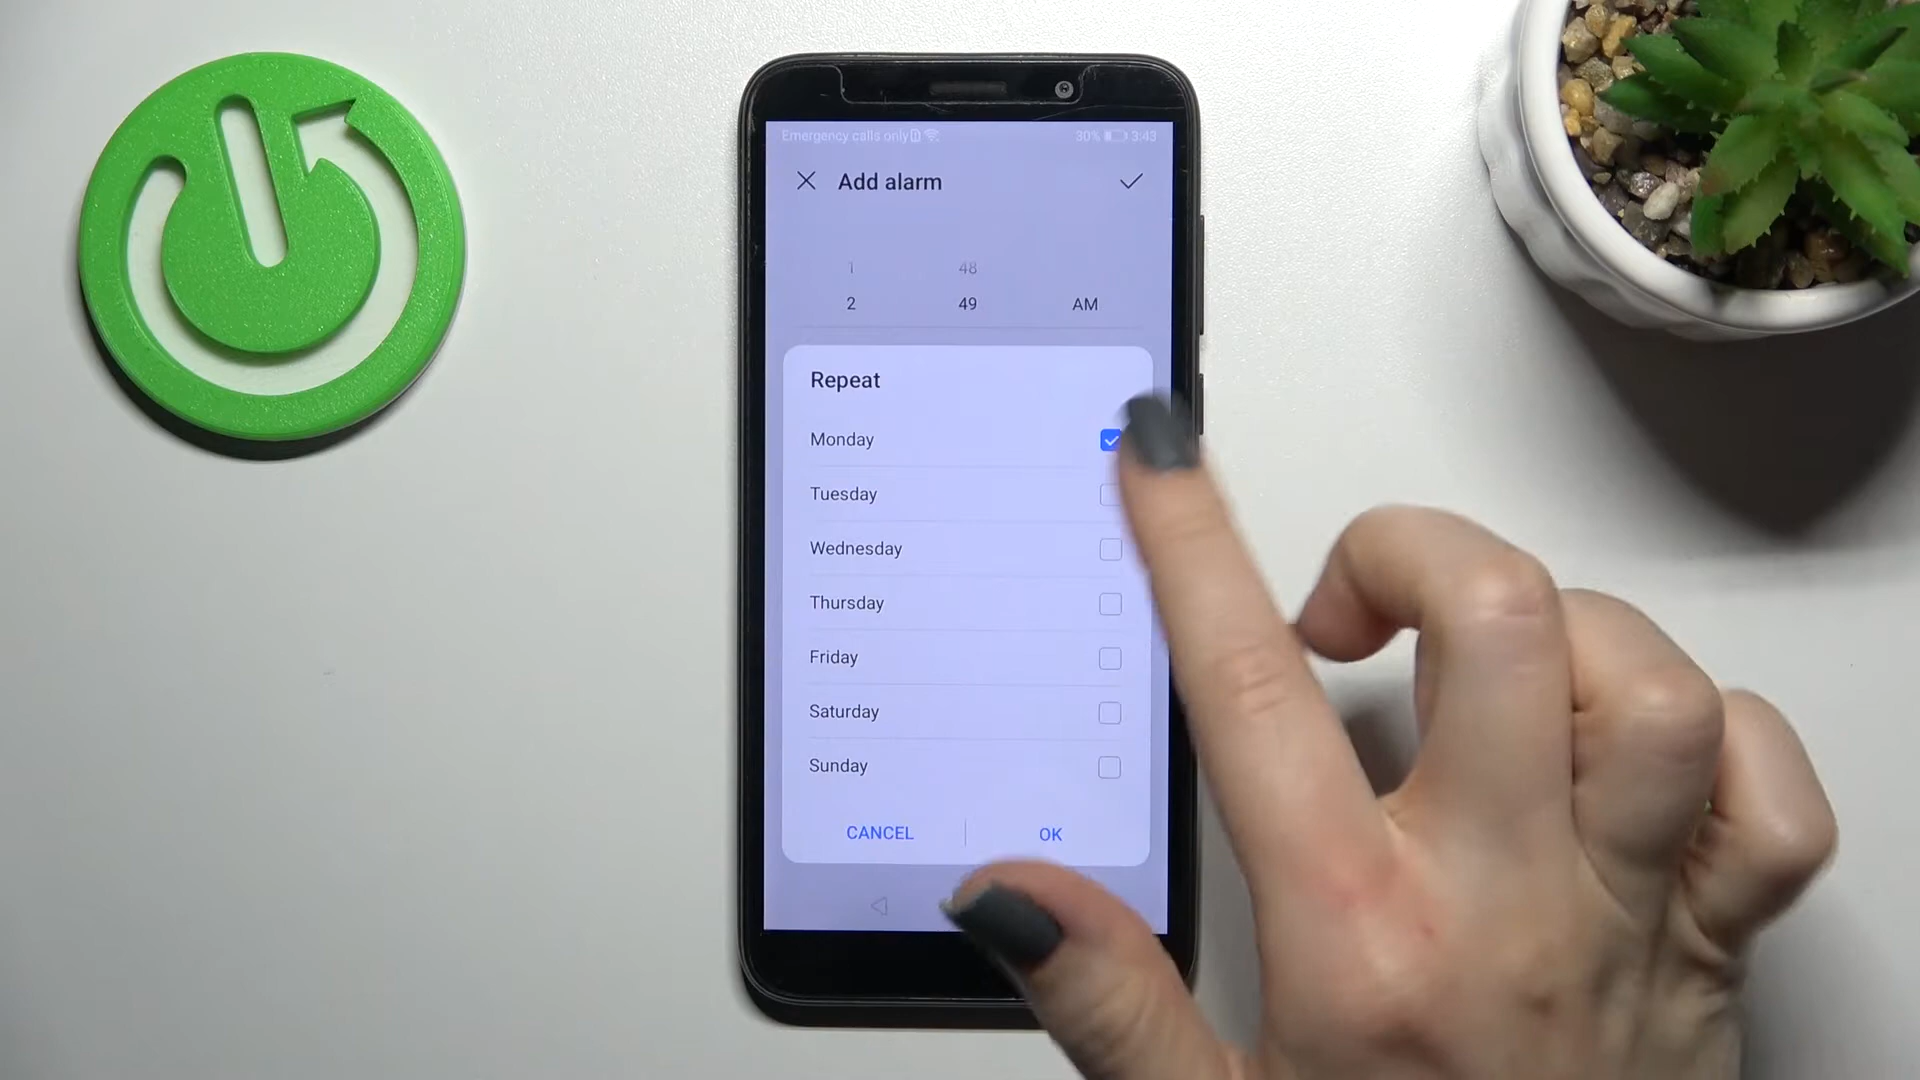 Emergency calls only 30% 3:43
Add alarm
1 48
2 49 AM
Repeat
Monday
Tuesday
Wednesday
Thursday
Friday
Saturday
Sunday
CANCEL OK